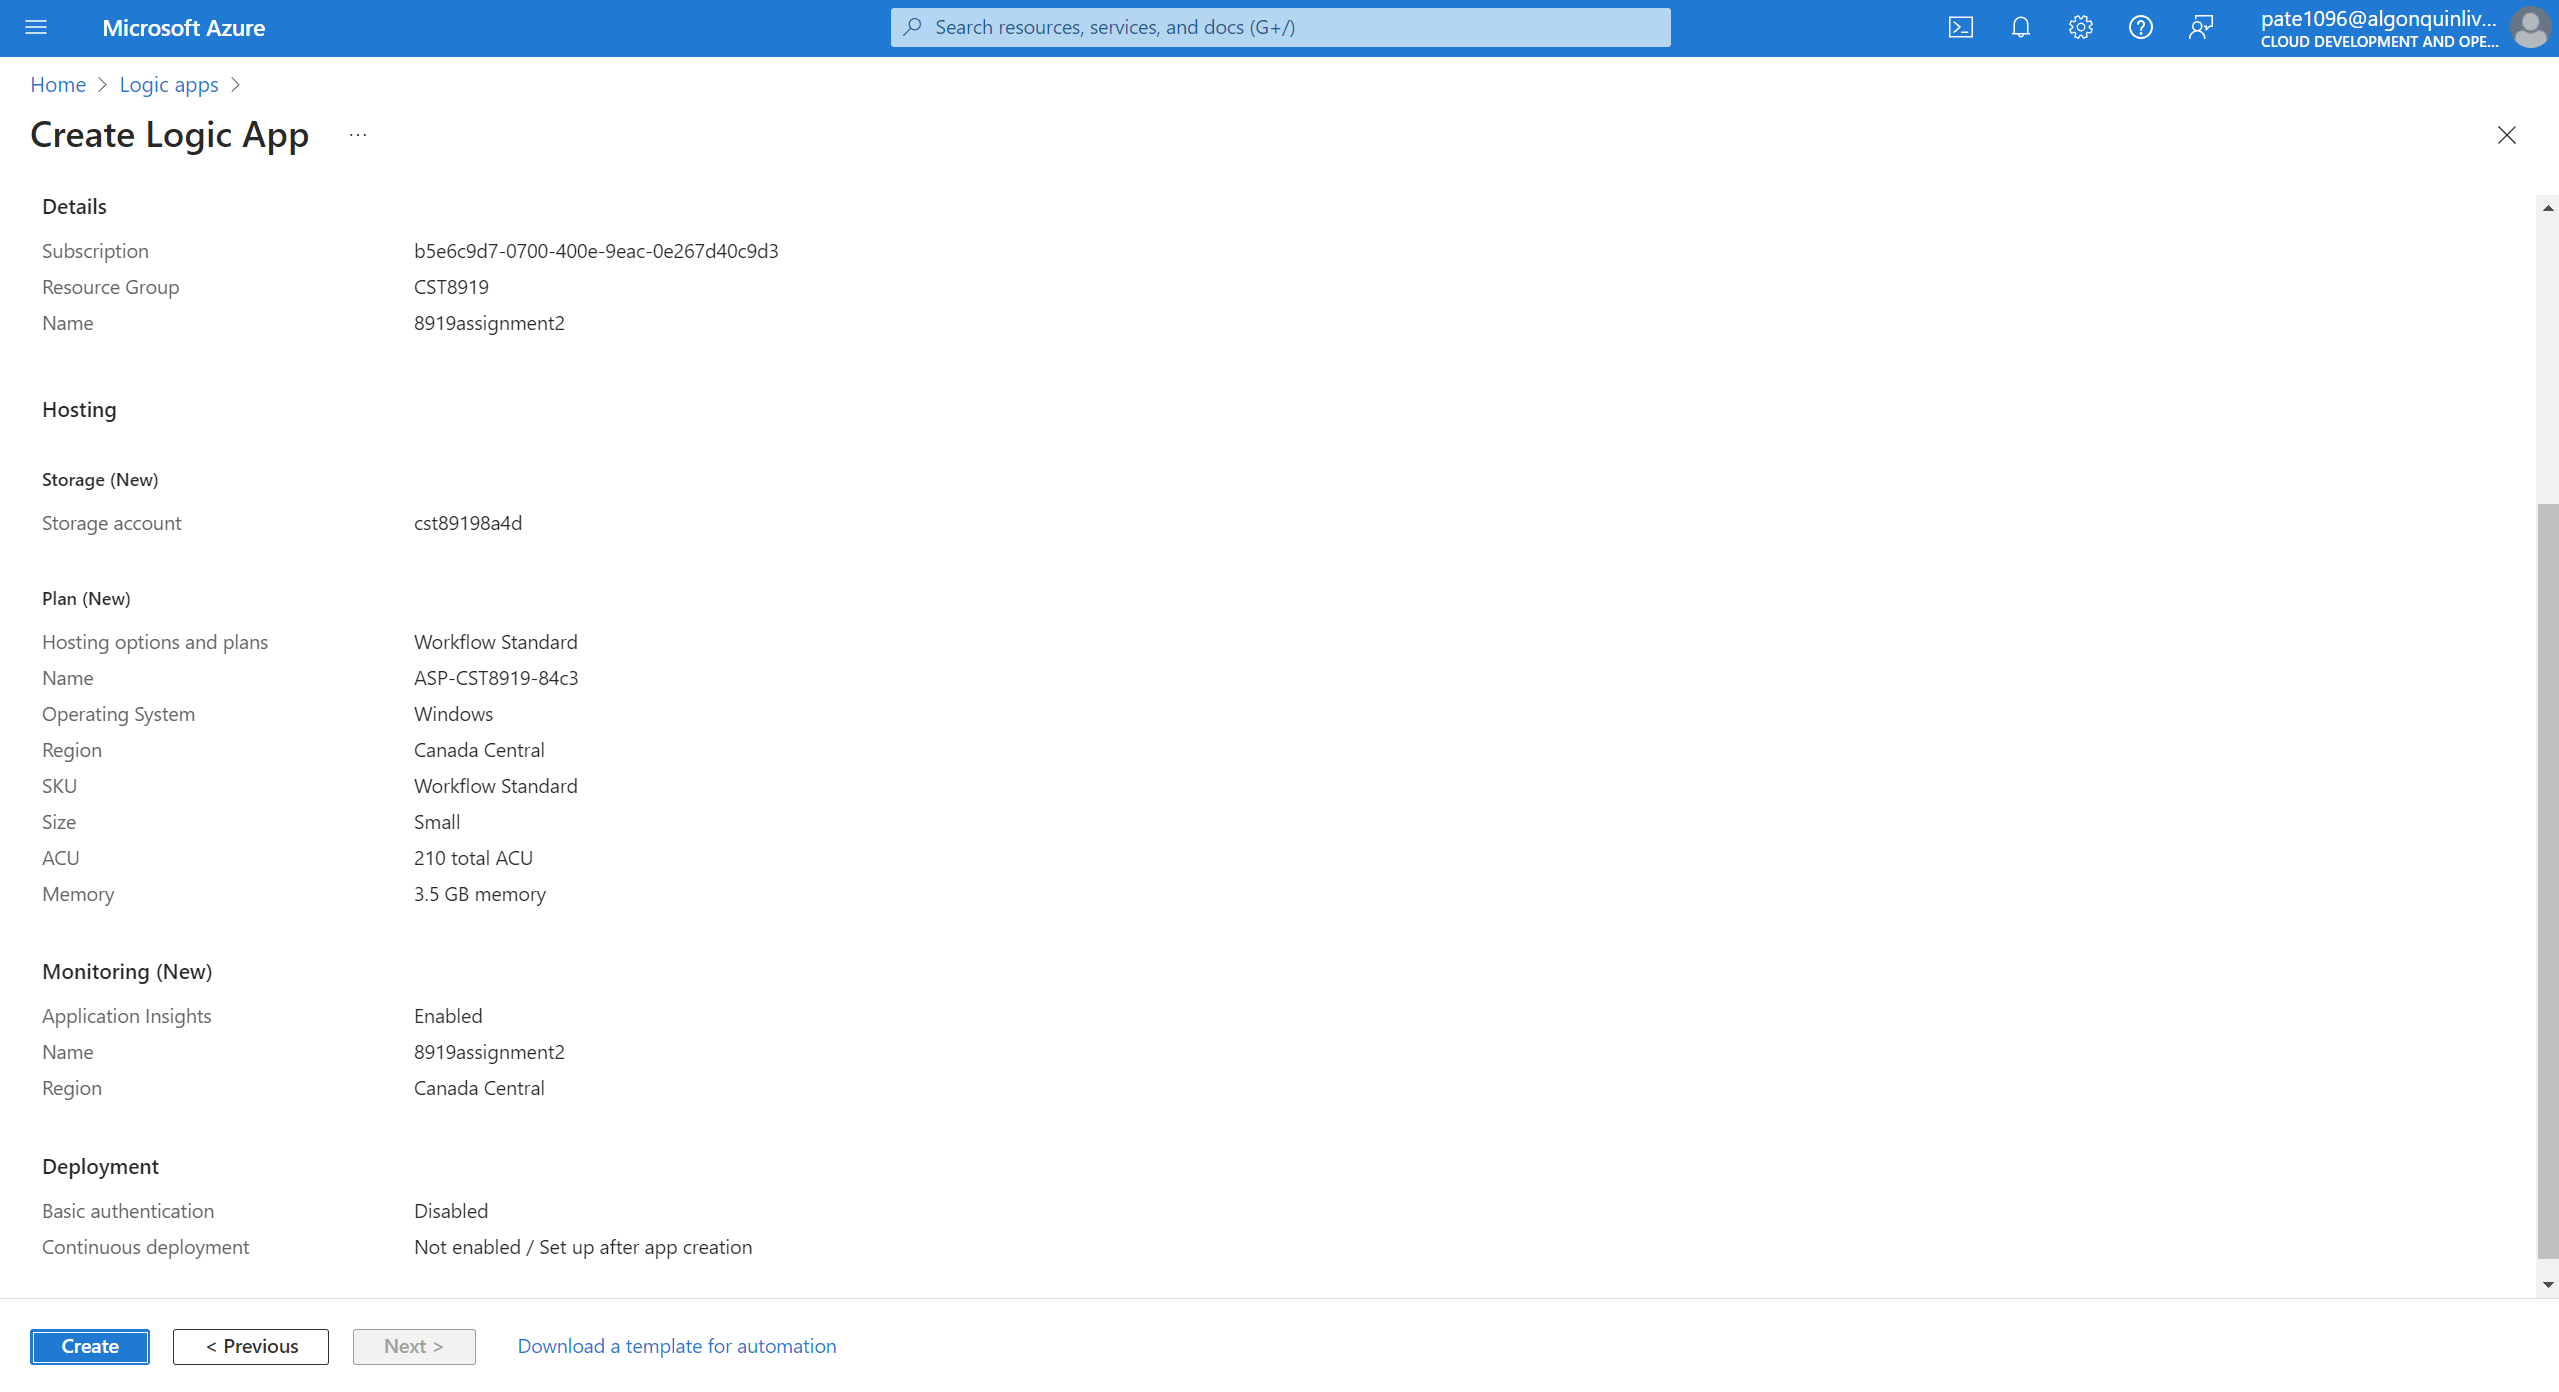 Microsoft Azure
Search resources, services, and docs (G+/)
pate1096@algonquinliv...
CLOUD DEVELOPMENT AND OPE...
Home > Logic apps >
Create Logic App ...
Details
Subscription b5e6c9d7-0700-400e-9eac-0e267d40c9d3
Resource Group CST8919
Name 8919assignment2
Hosting
Storage (New)
Storage account cst89198a4d
Plan (New)
Hosting options and plans Workflow Standard
Name ASP-CST8919-84c3
Operating System Windows
Region Canada Central
SKU Workflow Standard
Size Small
ACU 210 total ACU
Memory 3.5 GB memory
Monitoring (New)
Application Insights Enabled
Name 8919assignment2
Region Canada Central
Deployment
Basic authentication Disabled
Continuous deployment Not enabled / Set up after app creation
Create < Previous Next > Download a template for automation